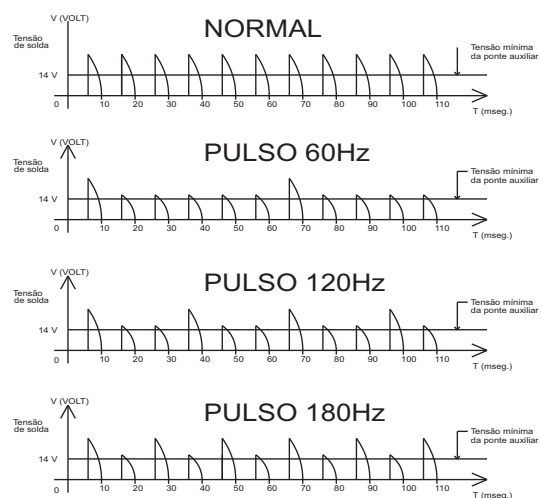 NORMAL
V (VOLT)
Tensão
de solda
14 V
0
10 20 30 40 50 60 70 80 90 100 110
T (mseg.)
Tensão mínima
da ponte auxiliar
PULSO 60Hz
V (VOLT)
Tensão
de solda
14 V
0
10 20 30 40 50 60 70 80 90 100 110
T (mseg.)
Tensão mínima
da ponte auxiliar
PULSO 120Hz
V (VOLT)
Tensão
de solda
14 V
0
10 20 30 40 50 60 70 80 90 100 110
T (mseg.)
Tensão mínima
da ponte auxiliar
PULSO 180Hz
V (VOLT)
Tensão
de solda
14 V
0
10 20 30 40 50 60 70 80 90 100 110
T (mseg.)
Tensão mínima
da ponte auxiliar